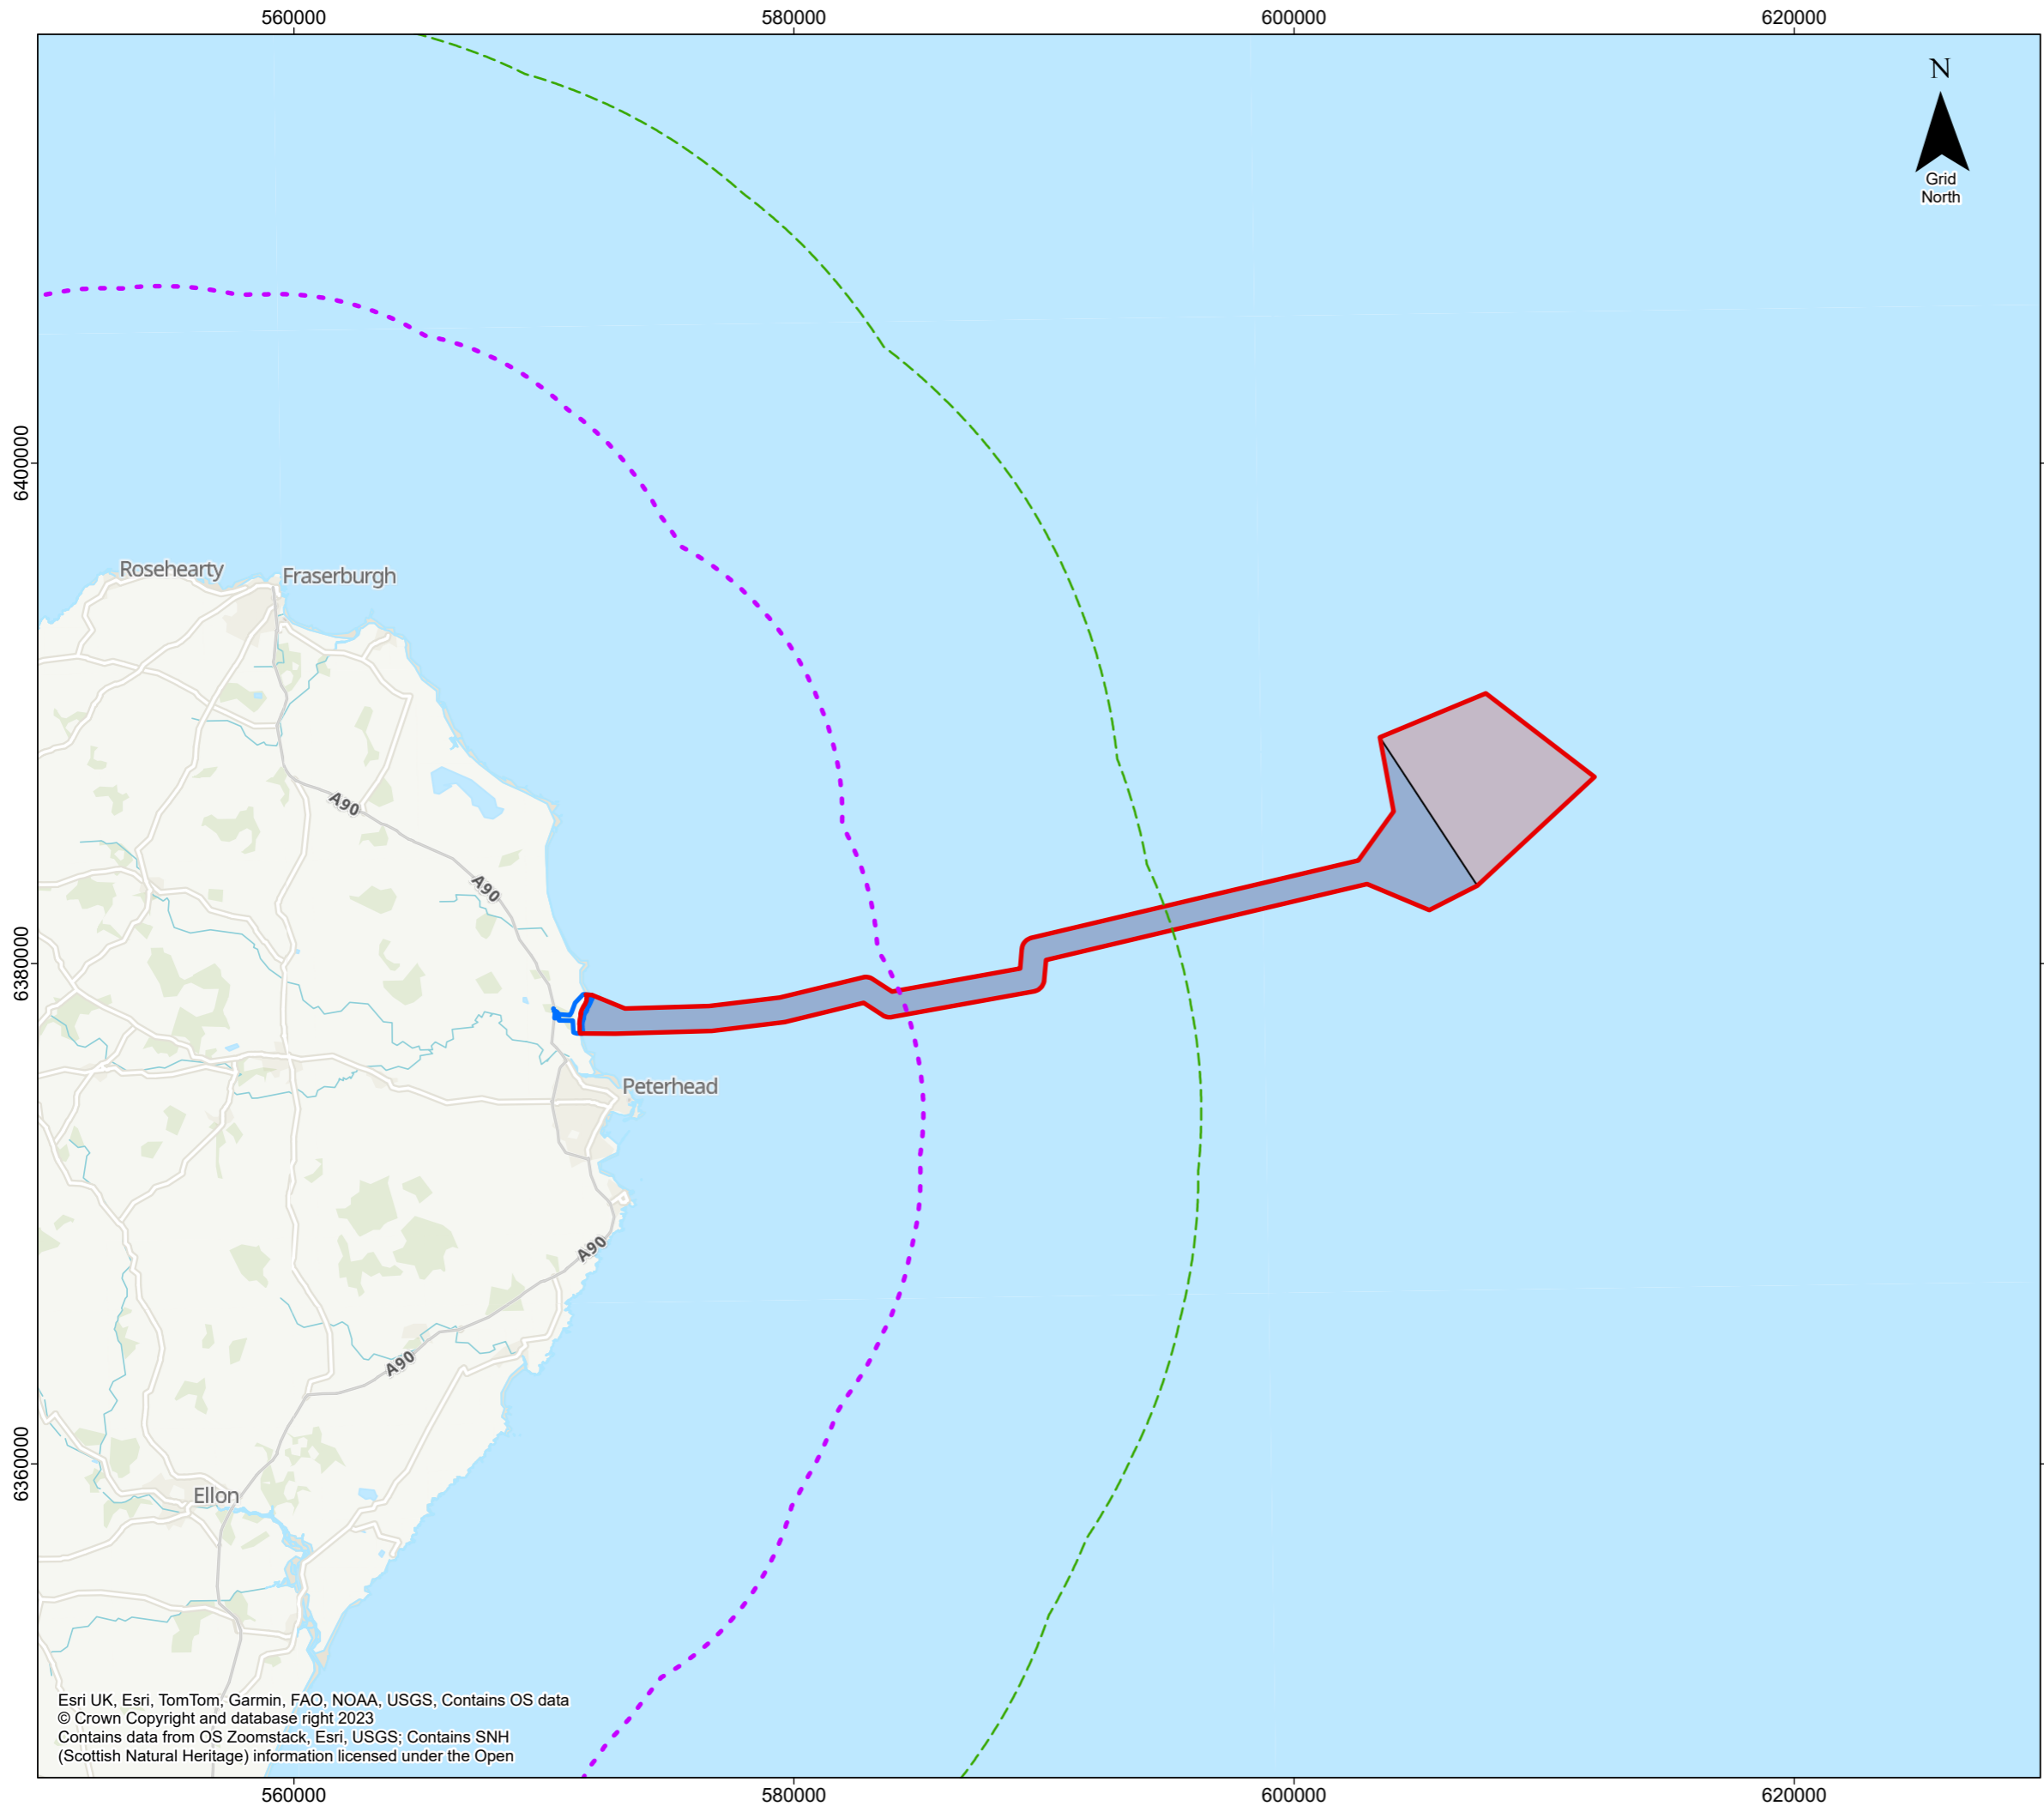 560000
580000
600000
620000
N
Grid
North
6400000
Rosehearty
Fraserburgh
A90
A90
6380000
Peterhead
A90
A90
6360000
Ellon
Esri UK, Esri, TomTom, Garmin, FAO, NOAA, USGS, Contains OS data
© Crown Copyright and database right 2023
Contains data from OS Zoomstack, Esri, USGS; Contains SNH
(Scottish Natural Heritage) information licensed under the Open
560000
580000
600000
620000